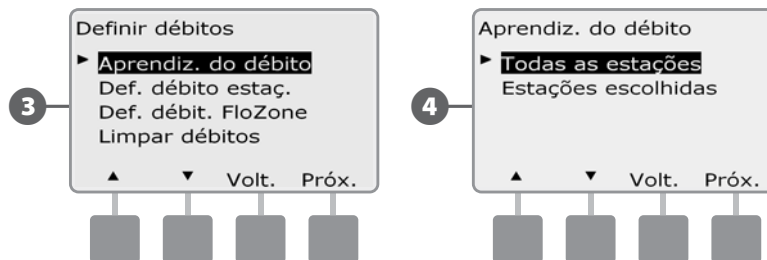 3
Definir débitos
► Aprendiz. do débito
Def. débito estaç.
Def. débit. FloZone
Limpar débitos
▲ ▼ Volt. Próx.
4
Aprendiz. do débito
► Todas as estações
Estações escolhidas
▲ ▼ Volt. Próx.